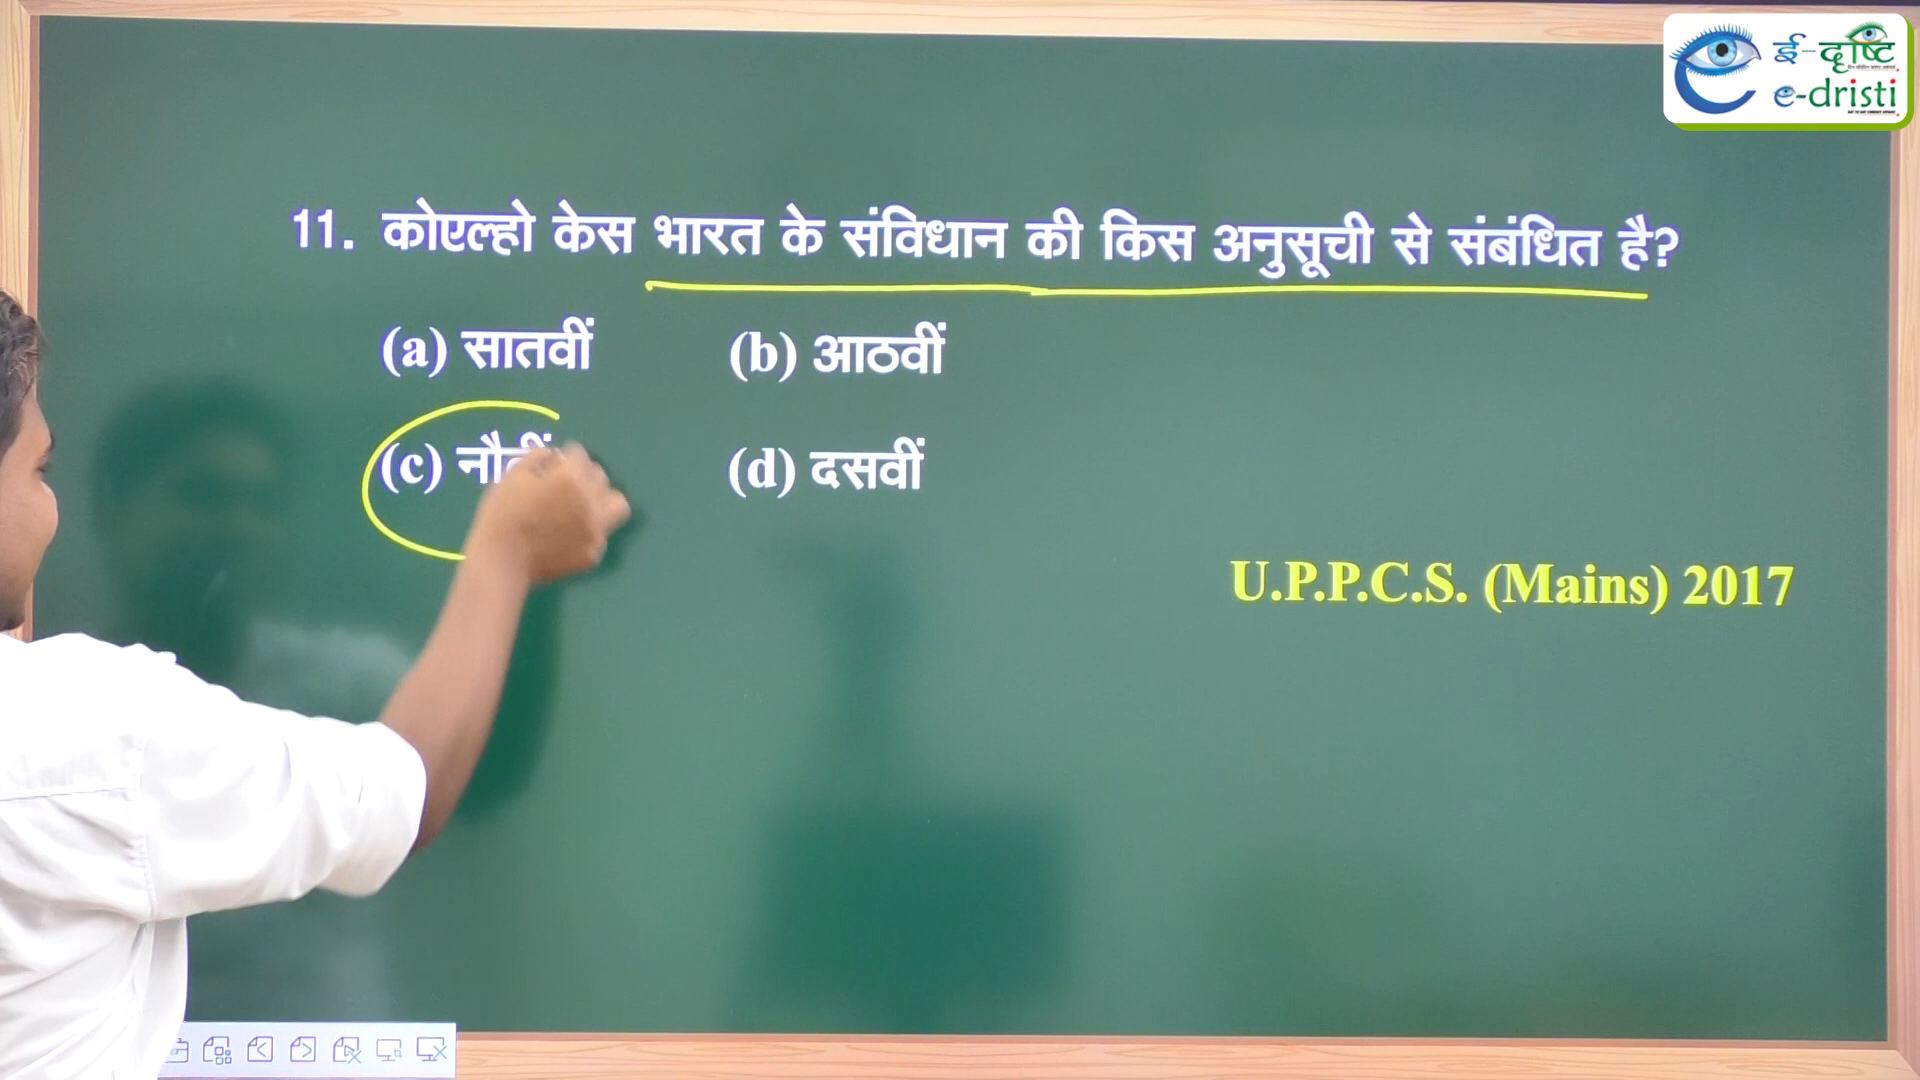 ई-दृष्टि
e-dristi
11. कोएल्हो केस भारत के संविधान की किस अनुसूची से संबंधित है?
(a) सातवीं (b) आठवीं
(c) (d) दसवीं
U.P.P.C.S. (Mains) 2017